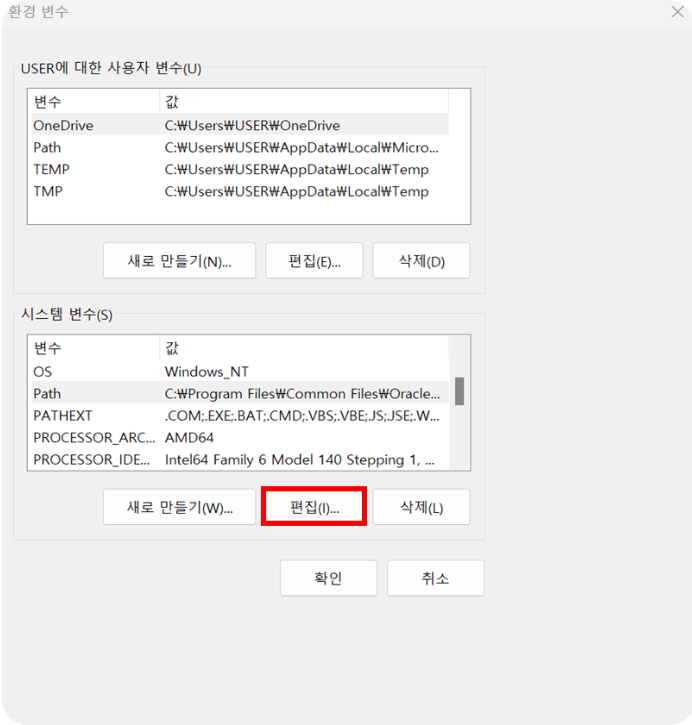 환경 변수
USER에 대한 사용자 변수(U)
변수 값
OneDrive C:₩Users₩USER₩OneDrive
Path C:₩Users₩USER₩AppData₩Local₩Micro...
TEMP C:₩Users₩USER₩AppData₩Local₩Temp
TMP C:₩Users₩USER₩AppData₩Local₩Temp
새로 만들기(N)... 편집(E)... 삭제(D)
시스템 변수(S)
변수 값
OS Windows_NT
Path C:₩Program Files₩Common Files₩Oracle...
PATHEXT .COM;.EXE;.BAT;.CMD;.VBS;.VBE;.JS;.JSE;.W...
PROCESSOR_ARC... AMD64
PROCESSOR_IDE... Intel64 Family 6 Model 140 Stepping 1, ...
새로 만들기(W)... 편집(I)... 삭제(L)
확인 취소